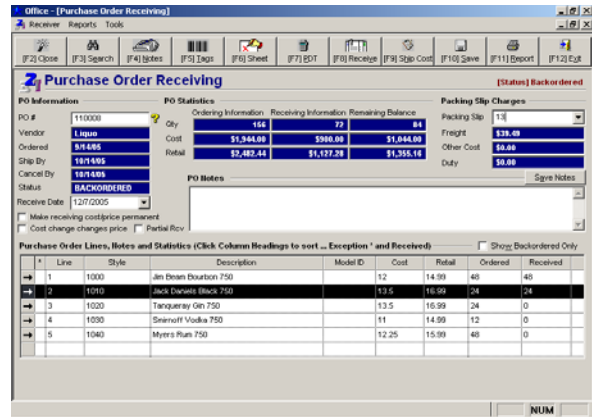 Office - [Purchase Order Receiving]
Receiver Reports Tools
[F2] Close [F3] Search [F4] Notes [F5] Tags [F6] Sheet [F7] PDT [F8] Receive [F9] Ship Cost [F10] Save [F11] Report [F12] Exit
Purchase Order Receiving [Status] Backordered
PO Information PO Statistics Packing Slip Charges
Ordering Information Receiving Information Remaining Balance
PO # 110008 ? Qty 156 72 84 Packing Slip 13
Vendor Liquo Cost $1,944.00 $900.00 $1,044.00 Freight $39.49
Ordered 9/14/05 Retail $2,482.44 $1,127.28 $1,355.16 Other Cost $0.00
Ship By 10/14/05 Duty $0.00
Cancel By 10/14/05 PO Notes Save Notes
Status BACKORDERED
Receive Date 12/7/2005
Make receiving cost/price permanent
Cost change changes price Partial Rcv
Purchase Order Lines, Notes and Statistics (Click Column Headings to sort ... Exception * and Received) Show Backordered Only
* Line Style Description Model ID Cost Retail Ordered Received
1 1000 Jim Beam Bourbon 750 12 14.99 48 48
2 1010 Jack Daniels Black 750 13.5 16.99 24 24
3 1020 Tanqueray Gin 750 13.5 16.99 24 0
4 1030 Smirnoff Vodka 750 11 14.99 12 0
5 1040 Myers Rum 750 12.25 15.99 48 0
NUM